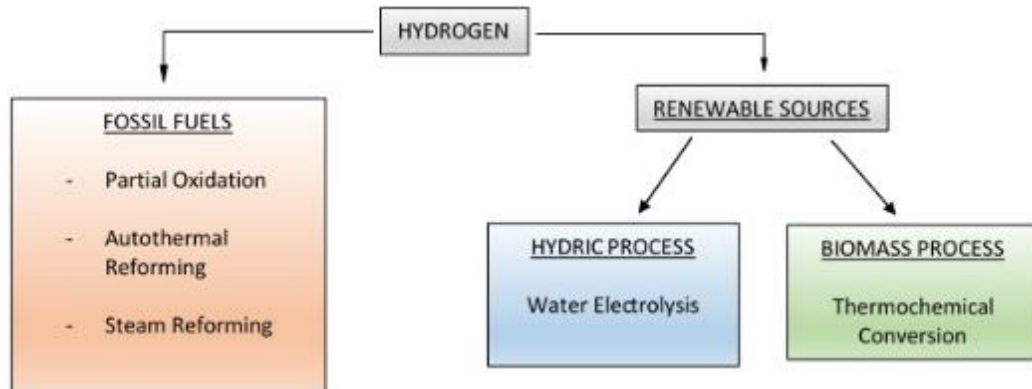 HYDROGEN
FOSSIL FUELS
- Partial Oxidation
- Autothermal
Reforming
- Steam Reforming
RENEWABLE SOURCES
HYDRIC PROCESS
Water Electrolysis
BIOMASS PROCESS
Thermochemical
Conversion